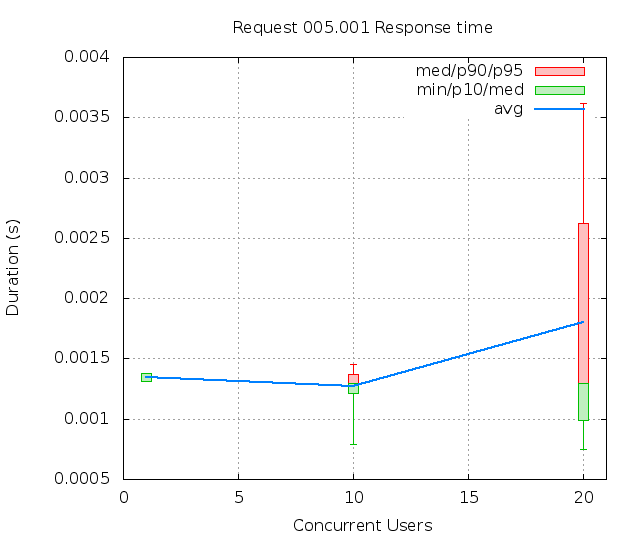 Request 005.001 Response time
med/p90/p95
min/p10/med
avg
Duration (s)
0.004
0.0035
0.003
0.0025
0.002
0.0015
0.001
0.0005
0 5 10 15 20
Concurrent Users